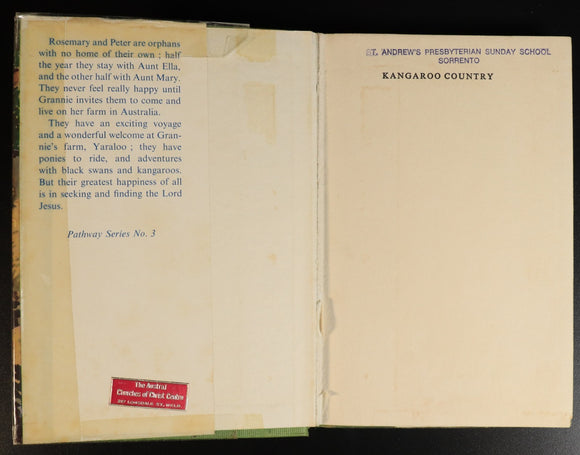 Rosemary and Peter are orphans
with no home of their own ; half
the year they stay with Aunt Ella,
and the other half with Aunt Mary.
They never feel really happy until
Grannie invites them to come and
live on her farm in Australia.
They have an exciting voyage
and a wonderful welcome at Gran-
nie's farm, Yaraloo ; they have
ponies to ride, and adventures
with black swans and kangaroos.
But their greatest happiness of all
is in seeking and finding the Lord
Jesus.
Pathway Series No. 3
The Austral
Churches of Christ Centre
287 LONSDALE ST. MELB.
ST. ANDREW'S PRESBYTERIAN SUNDAY SCHOOL
SORRENTO
KANGAROO COUNTRY